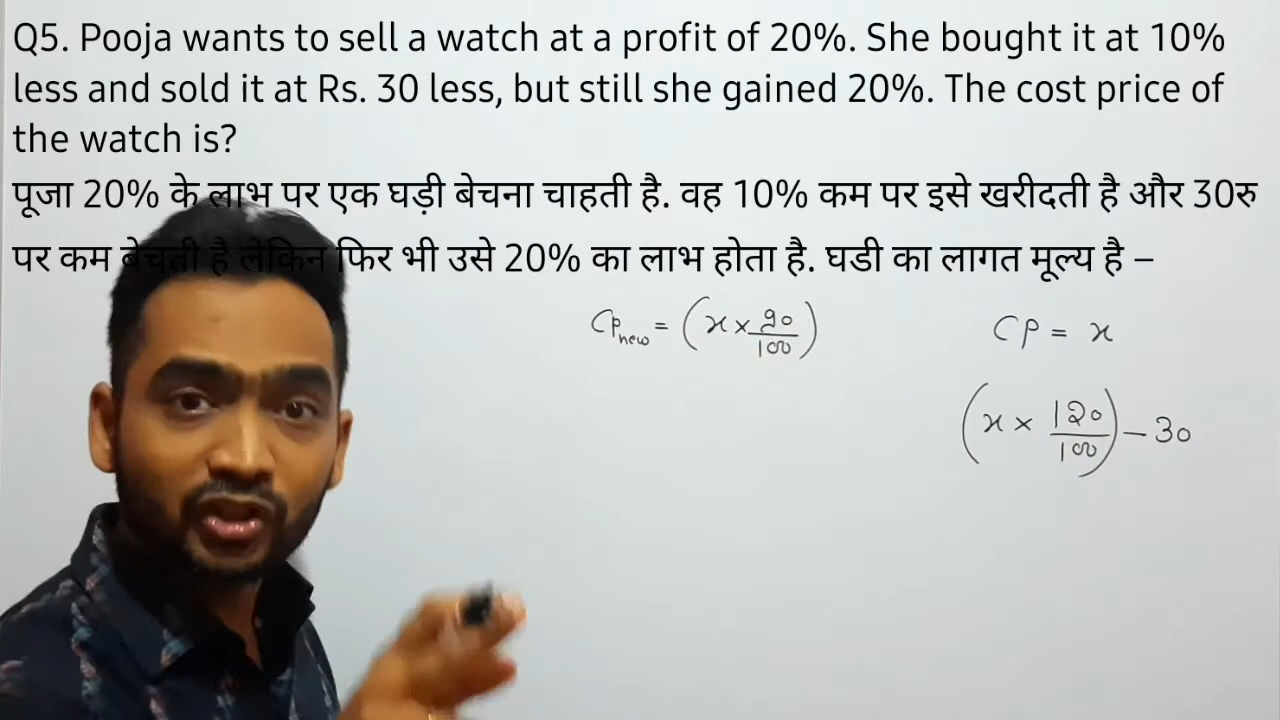 Q5. Pooja wants to sell a watch at a profit of 20%. She bought it at 10%
less and sold it at Rs. 30 less, but still she gained 20%. The cost price of
the watch is?
पूजा 20% के लाभ पर एक घड़ी बेचना चाहती है. वह 10% कम पर इसे खरीदती है और 30रु
पर कम बेचती है लेकिन फिर भी उसे 20% का लाभ होता है. घडी का लागत मूल्य है –
CPnew = (x × 90/100) CP = x
(x × 120/100) – 30